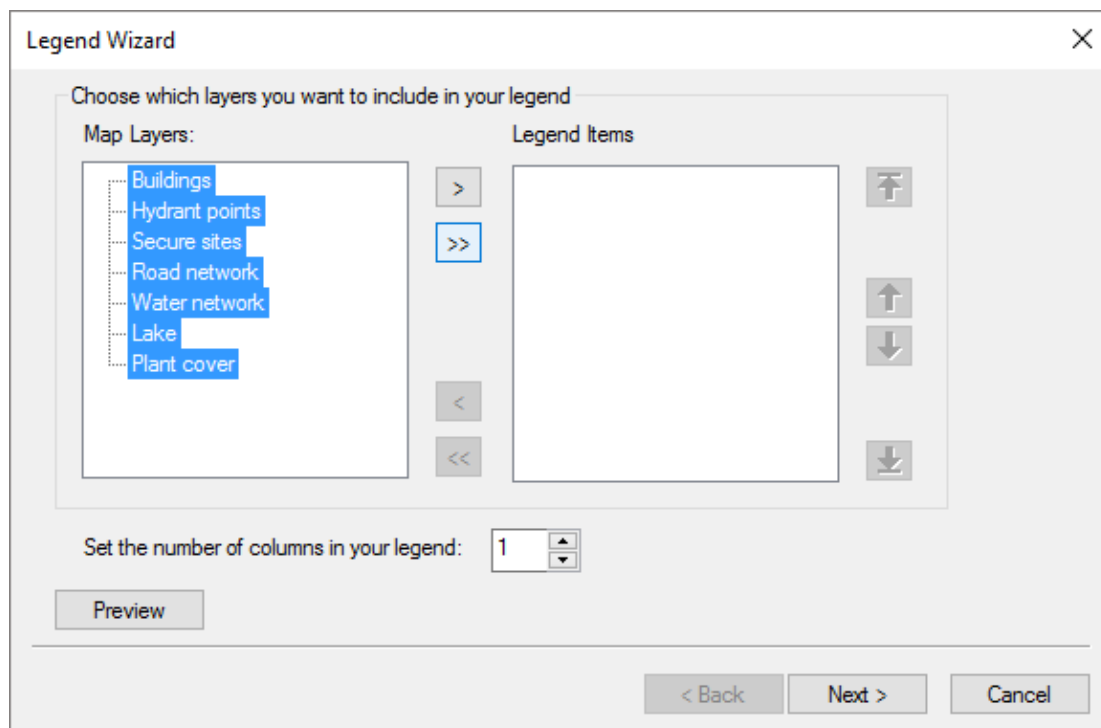 Legend Wizard
Choose which layers you want to include in your legend
Map Layers:
Legend Items
Buildings
Hydrant points
Secure sites
Road network
Water network
Lake
Plant cover
>
>>
<
<<
Set the number of columns in your legend: 1
Preview
< Back
Next >
Cancel